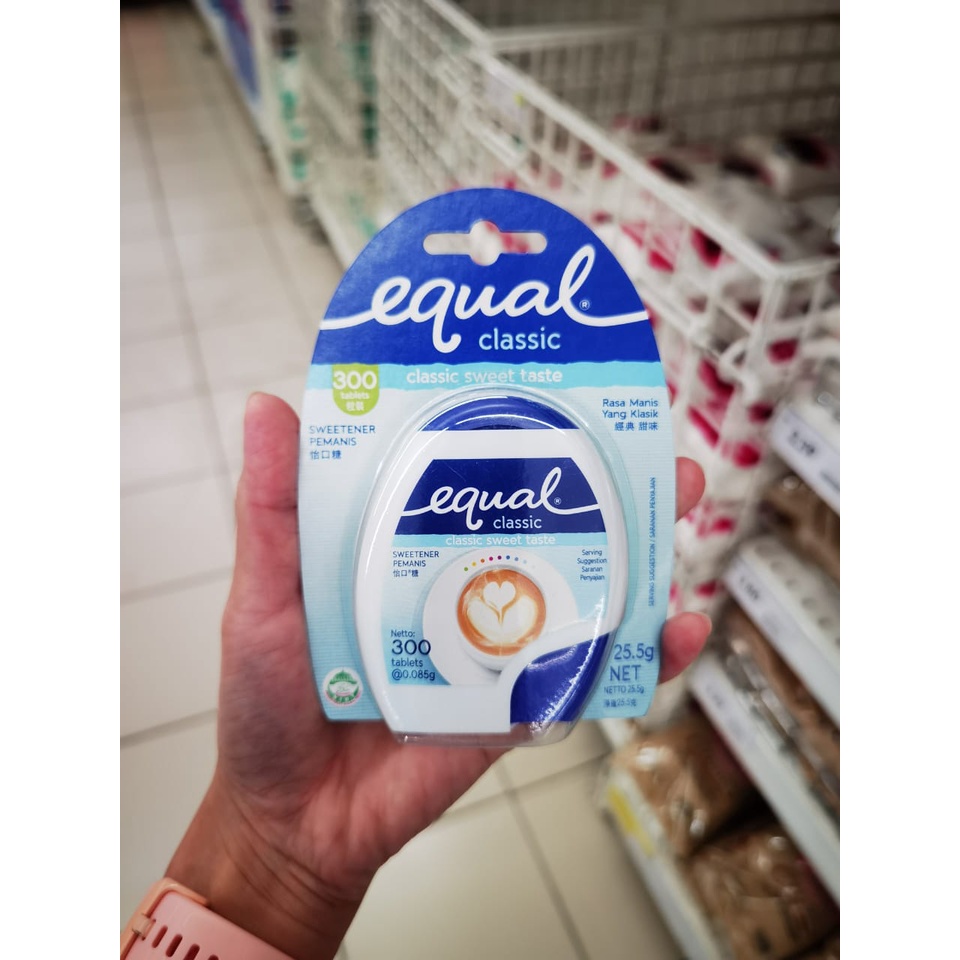 equal®
classic
classic sweet taste
300
tablets
粒裝
SWEETENER
PEMANIS
怡口糖
Rasa Manis
Yang Klasik
經典 甜味
equal®
classic
classic sweet taste
SWEETENER
PEMANIS
怡口®糖
Serving
Suggestion
Saranan
Penyajian
Netto:
300
tablets
@0.085g
SERVING SUGGESTION / SARANAN PENYAJIAN
25.5g
NET
NETTO 25.5g
淨重25.5克